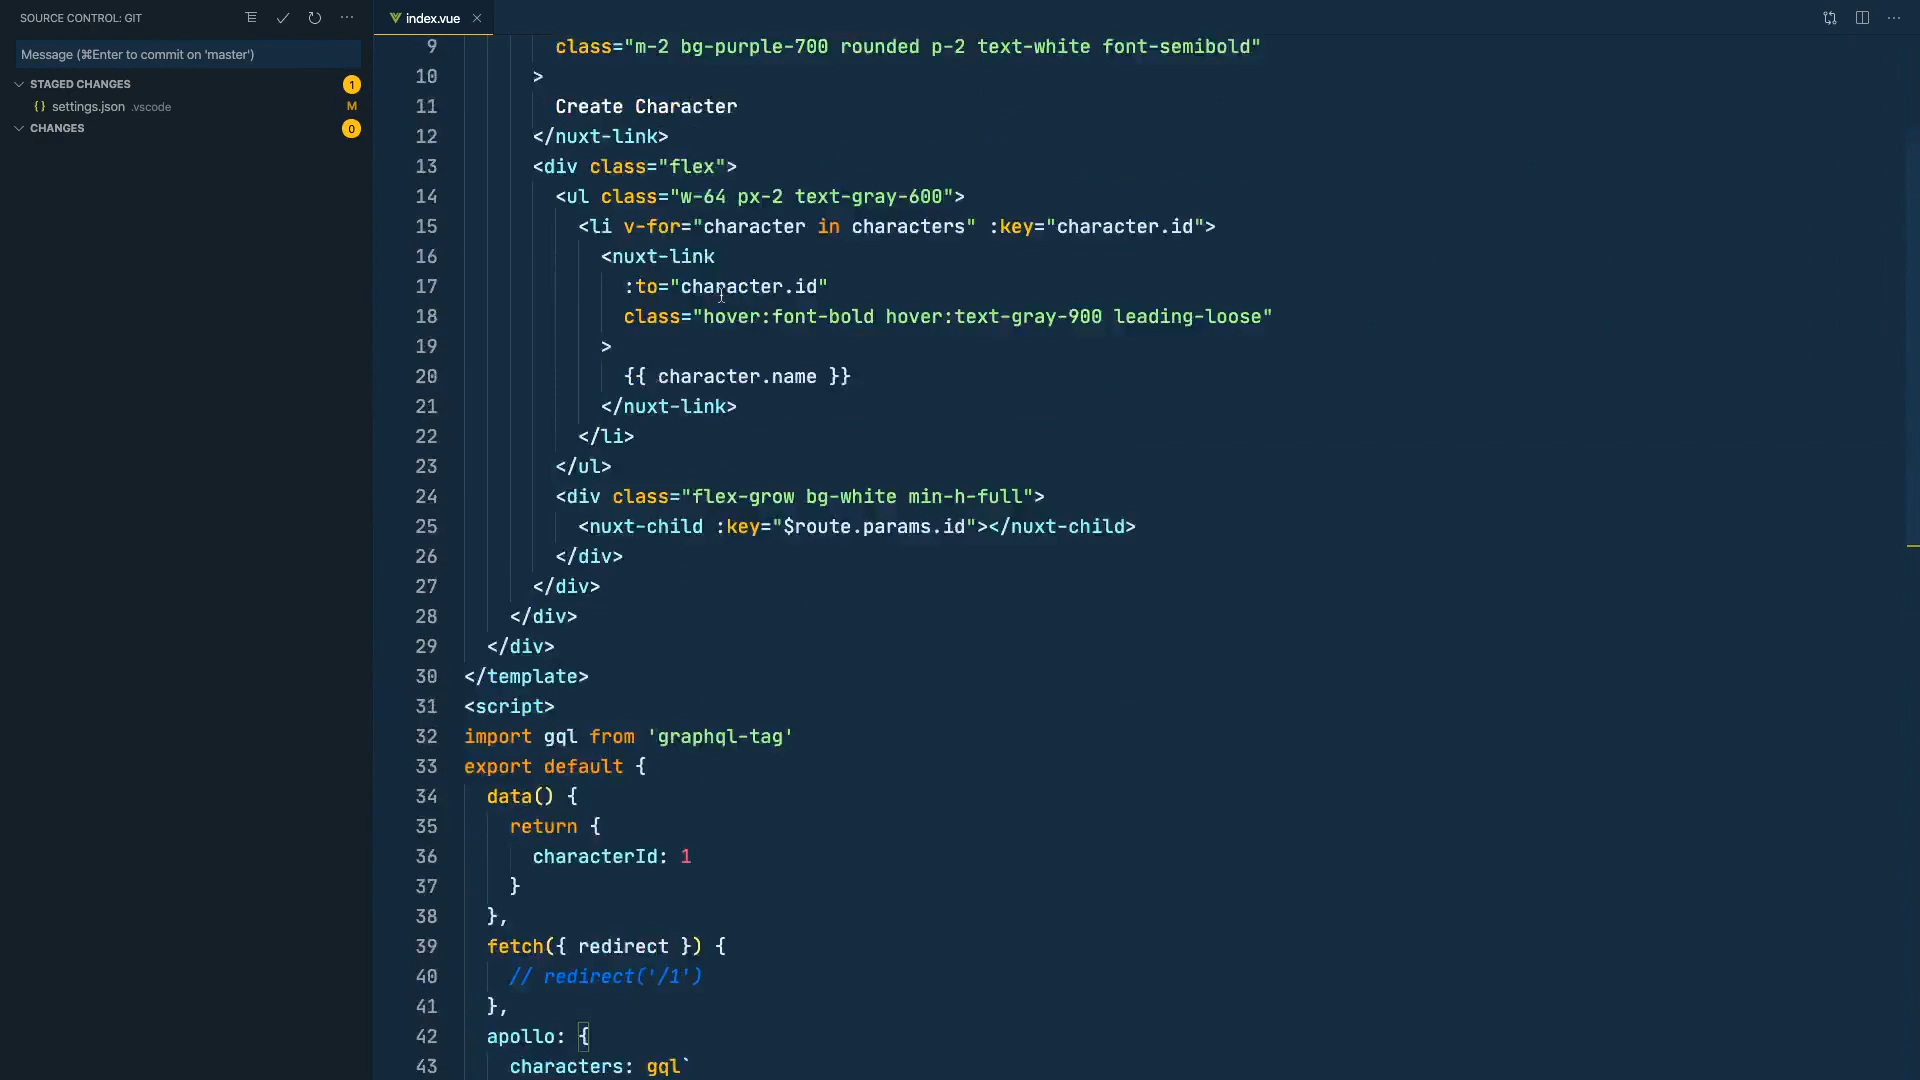 SOURCE CONTROL: GIT
Message (⌘Enter to commit on 'master')
STAGED CHANGES 1
{} settings.json .vscode M
CHANGES 0
index.vue
9 class="m-2 bg-purple-700 rounded p-2 text-white font-semibold"
10 >
11 Create Character
12 </nuxt-link>
13 <div class="flex">
14 <ul class="w-64 px-2 text-gray-600">
15 <li v-for="character in characters" :key="character.id">
16 <nuxt-link
17 :to="character.id"
18 class="hover:font-bold hover:text-gray-900 leading-loose"
19 >
20 {{ character.name }}
21 </nuxt-link>
22 </li>
23 </ul>
24 <div class="flex-grow bg-white min-h-full">
25 <nuxt-child :key="$route.params.id"></nuxt-child>
26 </div>
27 </div>
28 </div>
29 </div>
30 </template>
31 <script>
32 import gql from 'graphql-tag'
33 export default {
34 data() {
35 return {
36 characterId: 1
37 }
38 },
39 fetch({ redirect }) {
40 // redirect('/1')
41 },
42 apollo: {
43 characters: gql`